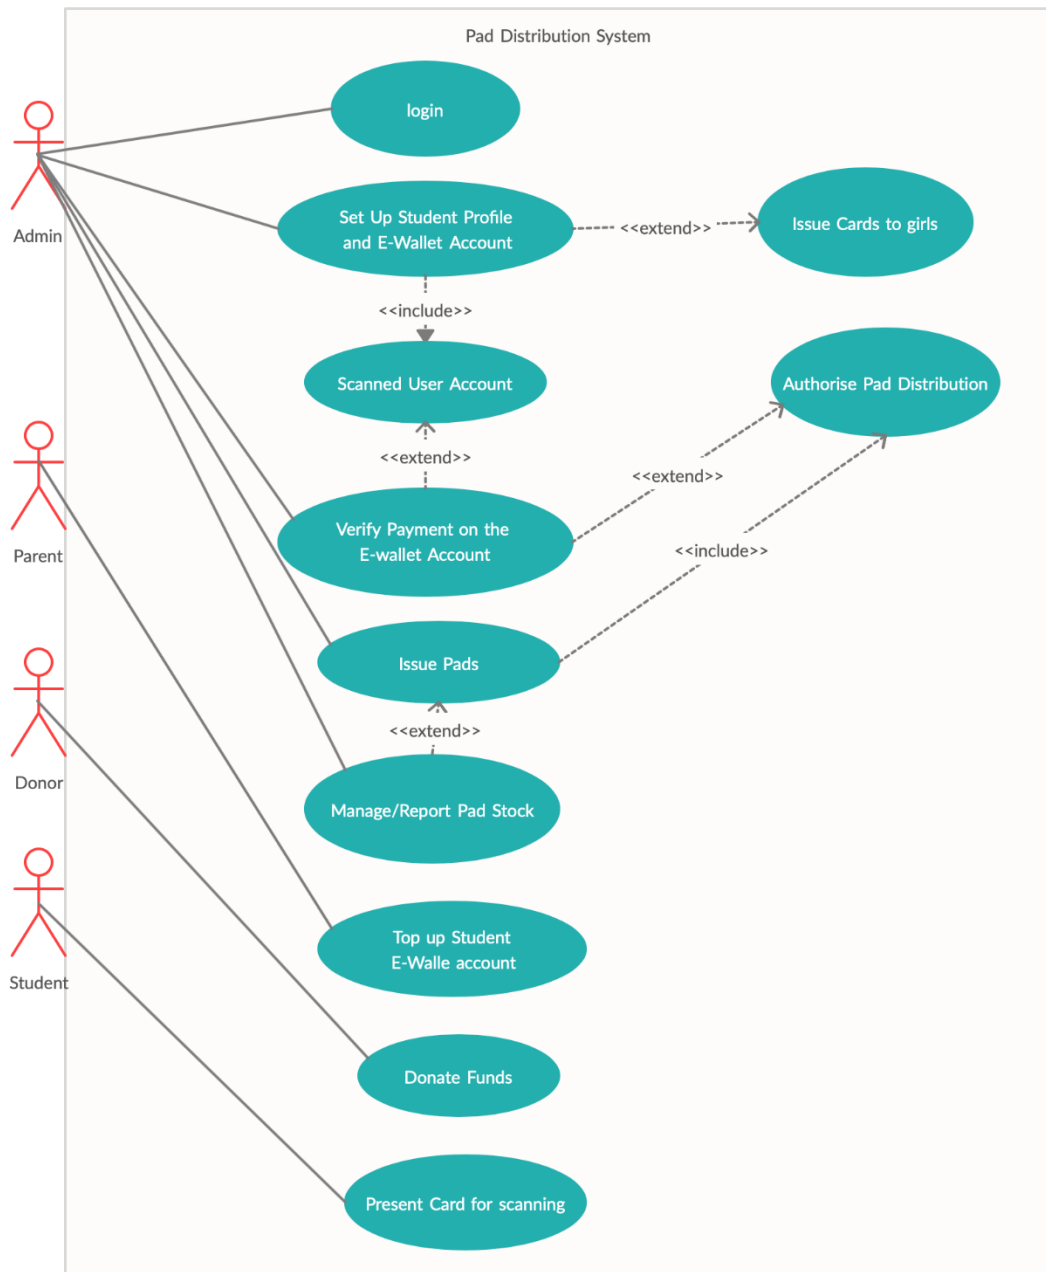 Pad Distribution System
login
Admin
Set Up Student Profile
and E-Wallet Account
<<extend>>
Issue Cards to girls
<<include>>
Scanned User Account
Authorise Pad Distribution
<<extend>>
<<extend>>
Parent
Verify Payment on the
E-wallet Account
<<include>>
Issue Pads
<<extend>>
Donor
Manage/Report Pad Stock
Top up Student
E-Walle account
Student
Donate Funds
Present Card for scanning